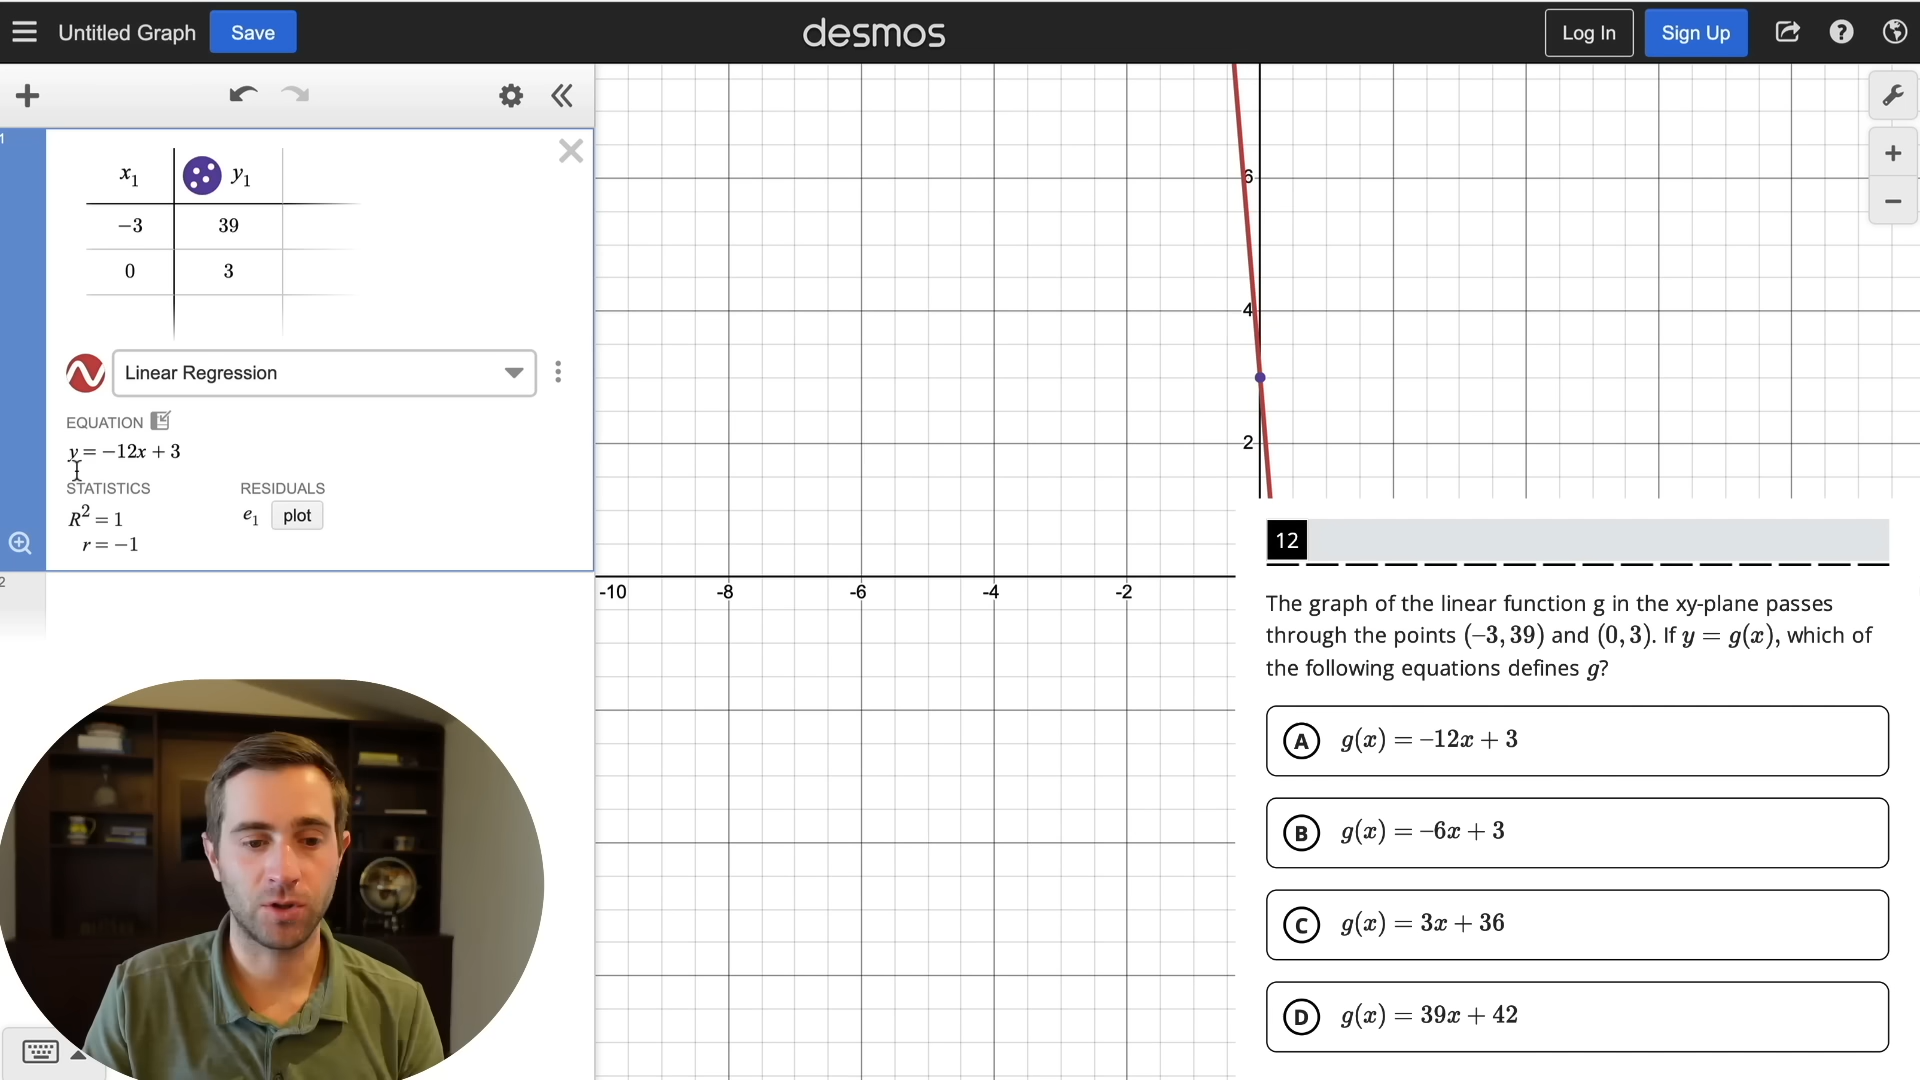 Untitled Graph
Save
desmos
Log In
Sign Up
1
x₁ y₁
−3 39
0 3
Linear Regression
EQUATION
y = −12x + 3
STATISTICS RESIDUALS
R² = 1 e₁ plot
r = −1
2
6
4
2
-10 -8 -6 -4 -2
12
The graph of the linear function g in the xy-plane passes
through the points (−3, 39) and (0, 3). If y = g(x), which of
the following equations defines g?
A g(x) = −12x + 3
B g(x) = −6x + 3
C g(x) = 3x + 36
D g(x) = 39x + 42